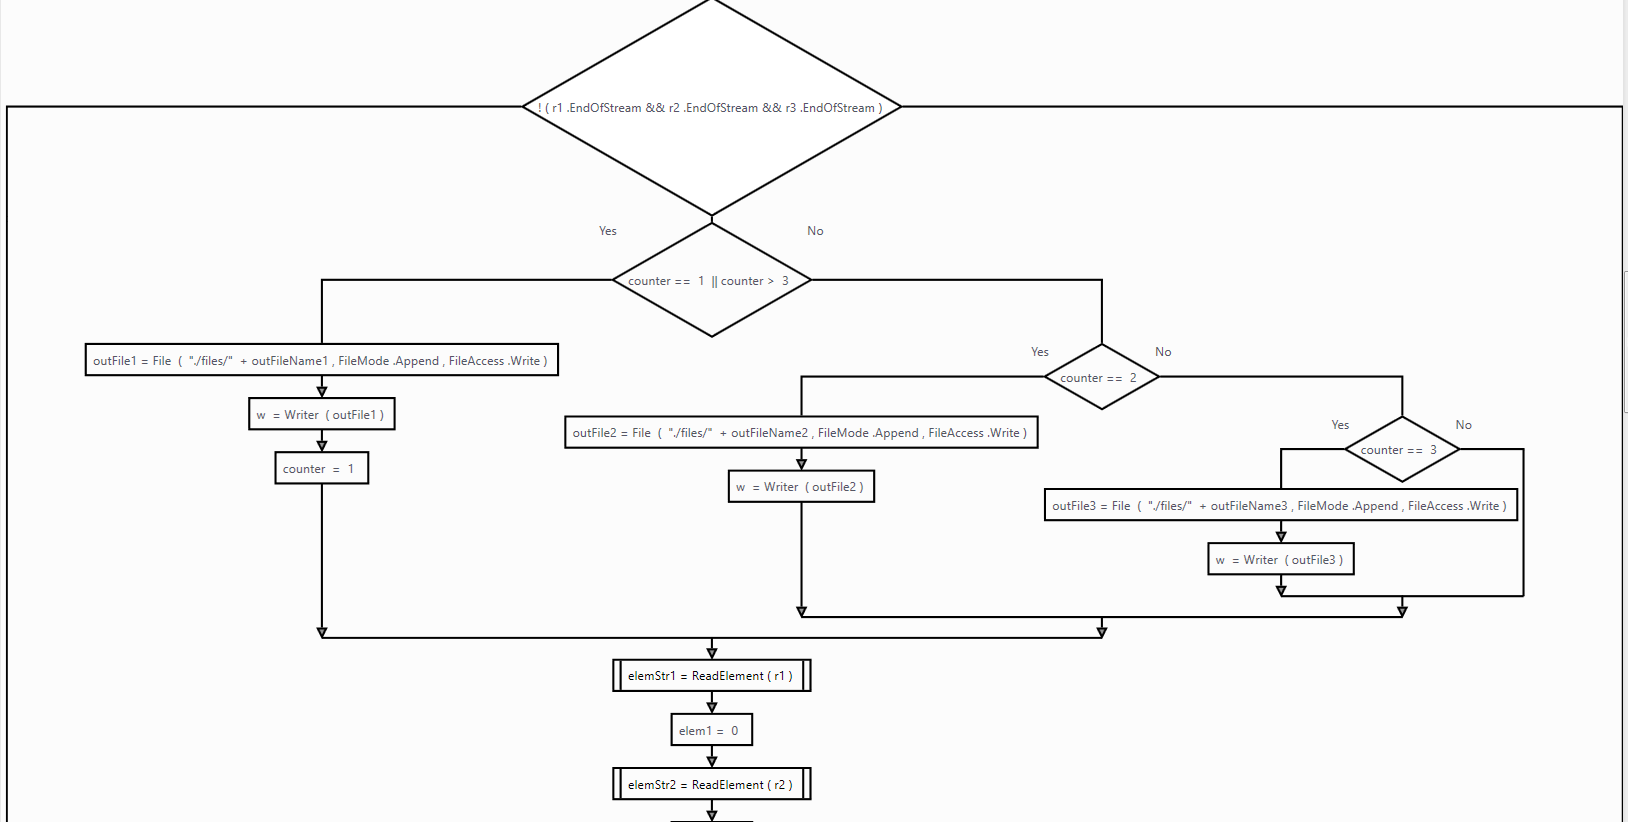 ! ( r1 .EndOfStream && r2 .EndOfStream && r3 .EndOfStream )
Yes
No
counter == 1 || counter > 3
outFile1 = File ( "./files/" + outFileName1 , FileMode .Append , FileAccess .Write )
w = Writer ( outFile1 )
counter = 1
Yes
No
counter == 2
outFile2 = File ( "./files/" + outFileName2 , FileMode .Append , FileAccess .Write )
w = Writer ( outFile2 )
Yes
No
counter == 3
outFile3 = File ( "./files/" + outFileName3 , FileMode .Append , FileAccess .Write )
w = Writer ( outFile3 )
elemStr1 = ReadElement ( r1 )
elem1 = 0
elemStr2 = ReadElement ( r2 )